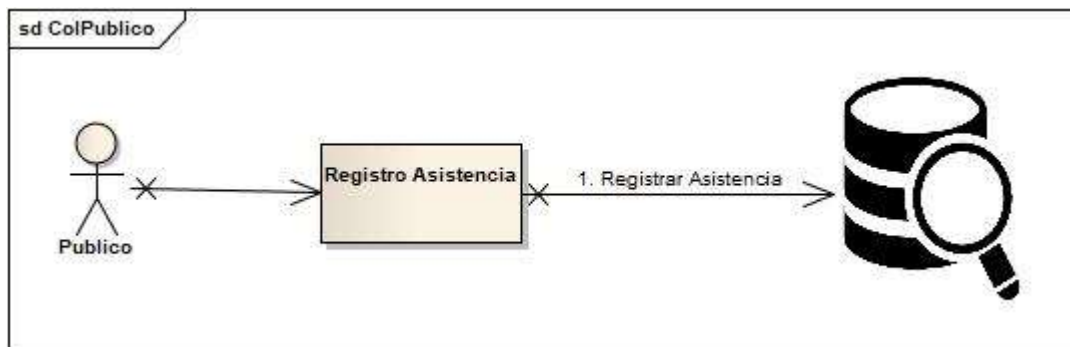 sd ColPublico
Publico
Registro Asistencia
1. Registrar Asistencia